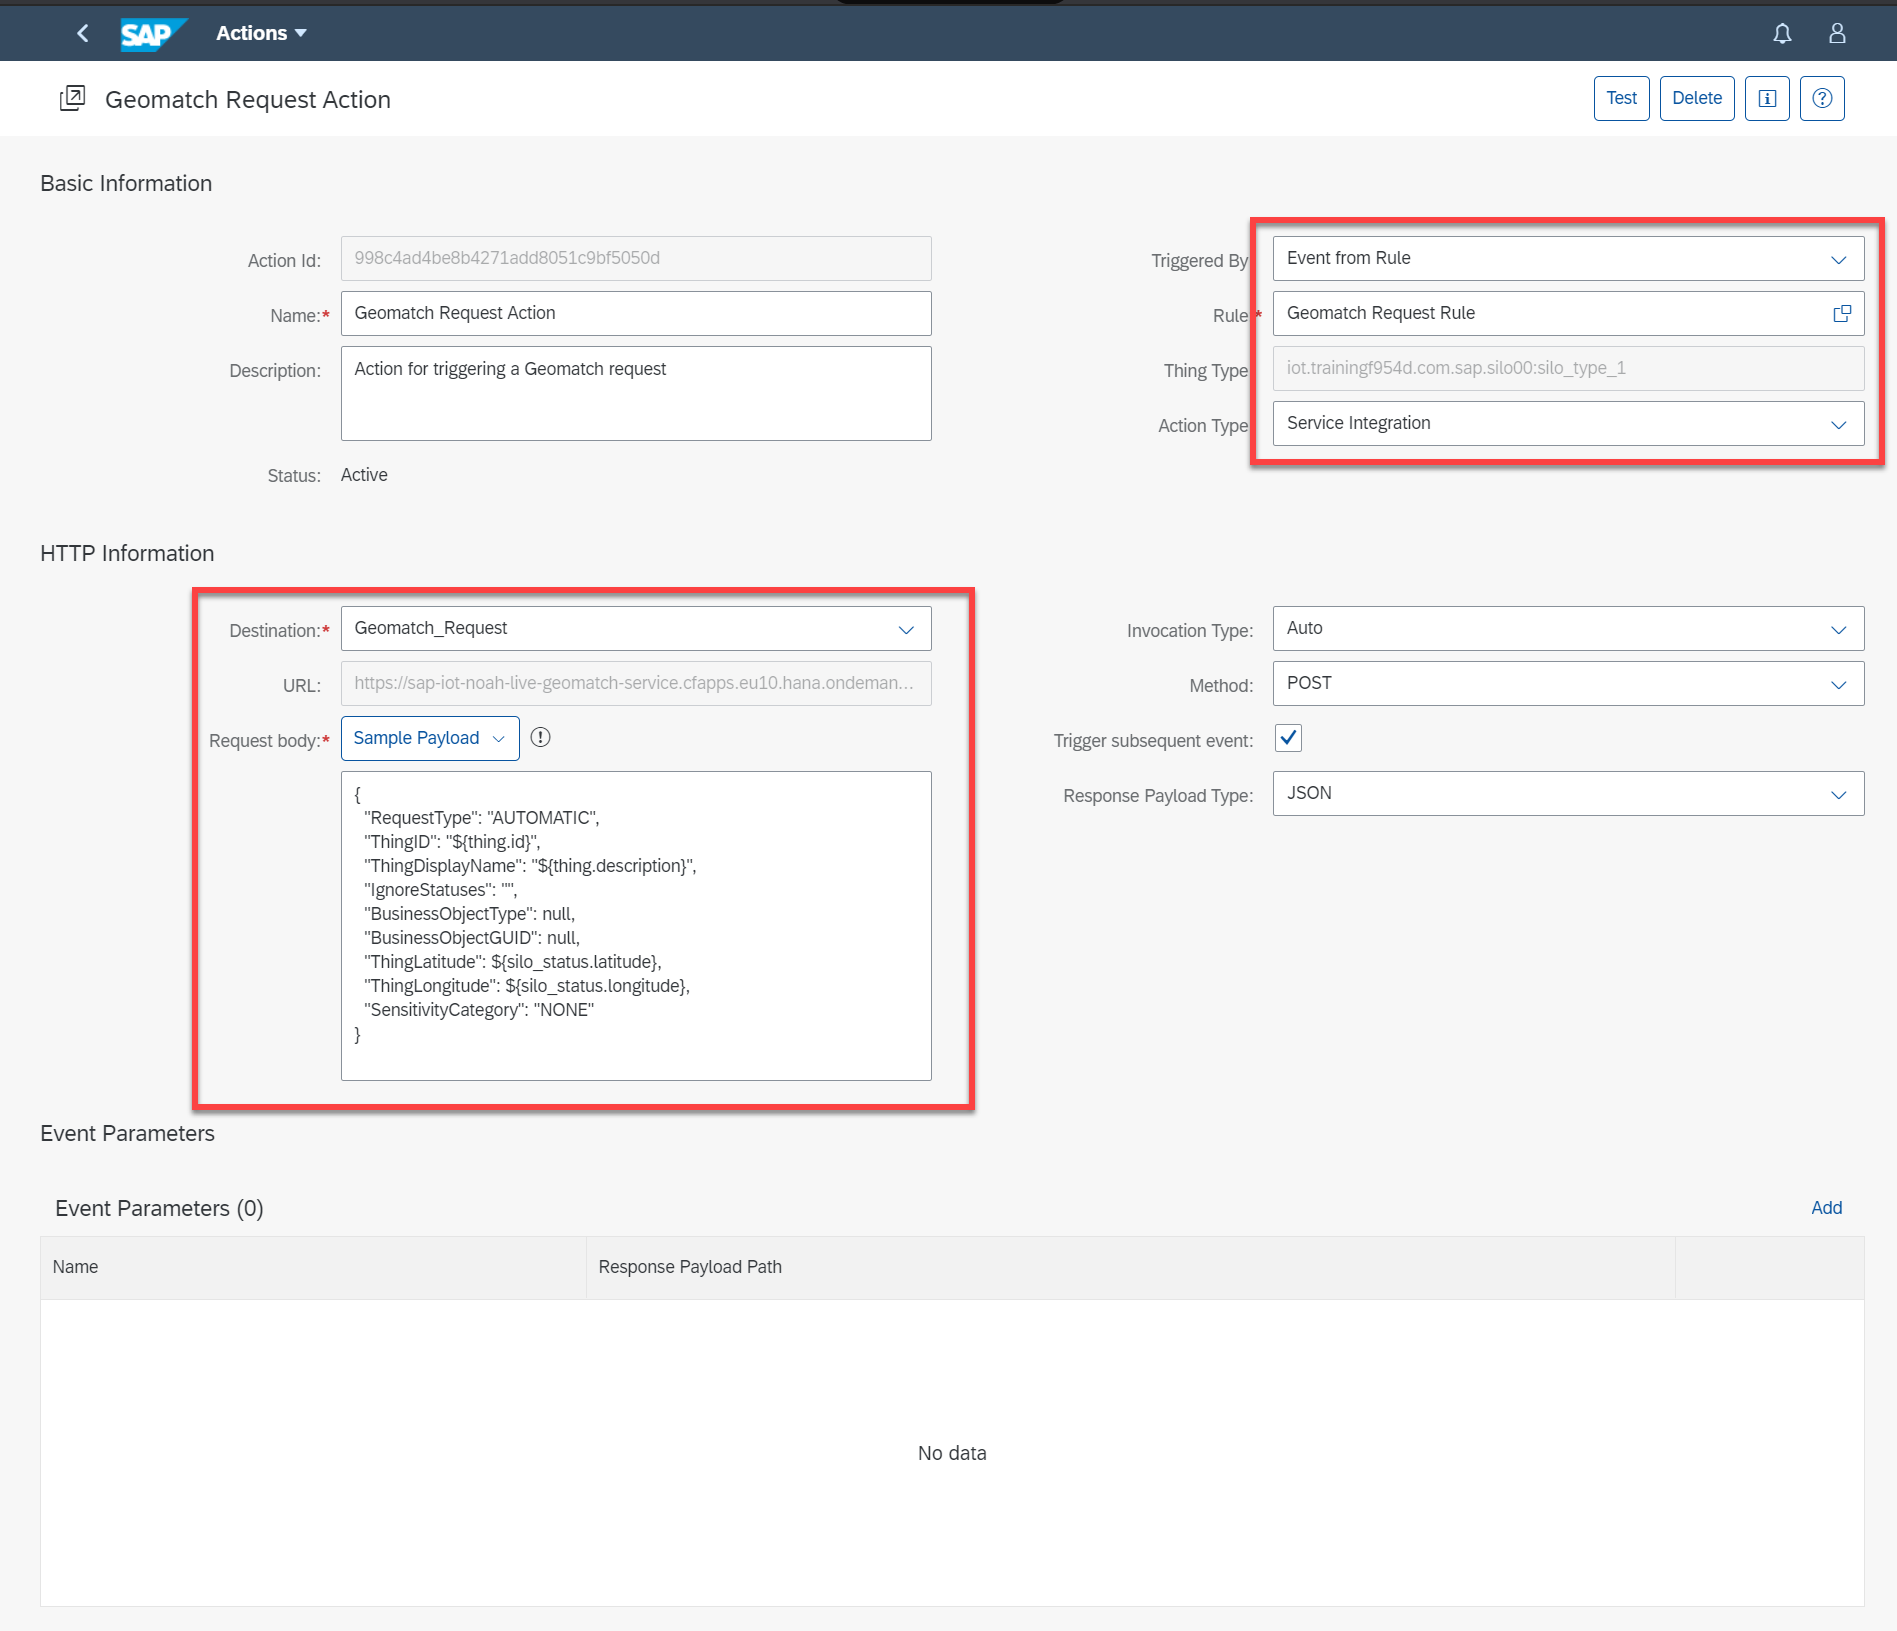 SAP Actions
Geomatch Request Action
Test Delete
Basic Information
Action Id: 998c4ad4be8b4271add8051c9bf5050d
Name:* Geomatch Request Action
Description: Action for triggering a Geomatch request
Status: Active
Triggered By Event from Rule
Rule * Geomatch Request Rule
Thing Type iot.trainingf954d.com.sap.silo00:silo_type_1
Action Type Service Integration
HTTP Information
Destination:* Geomatch_Request
URL: https://sap-iot-noah-live-geomatch-service.cfapps.eu10.hana.ondeman...
Request body:* Sample Payload
{
"RequestType": "AUTOMATIC",
"ThingID": "${thing.id}",
"ThingDisplayName": "${thing.description}",
"IgnoreStatuses": "",
"BusinessObjectType": null,
"BusinessObjectGUID": null,
"ThingLatitude": ${silo_status.latitude},
"ThingLongitude": ${silo_status.longitude},
"SensitivityCategory": "NONE"
}
Invocation Type: Auto
Method: POST
Trigger subsequent event:
Response Payload Type: JSON
Event Parameters
Event Parameters (0) Add
Name Response Payload Path
No data